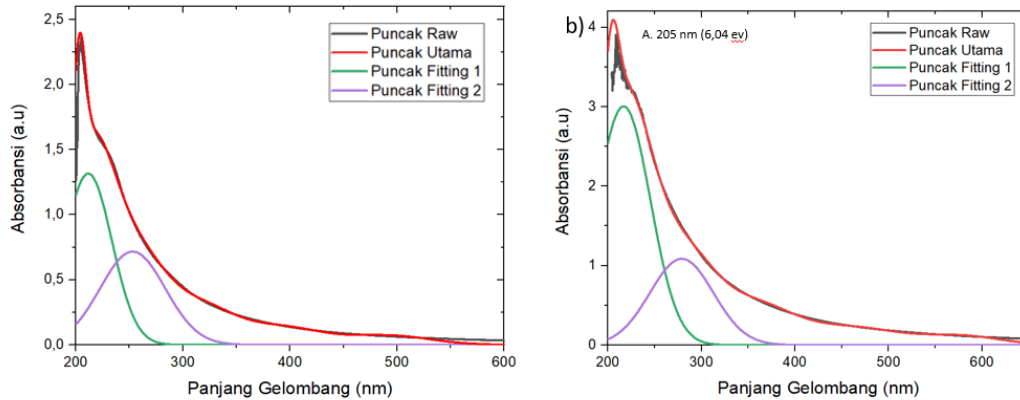 2,5
2,0
1,5
1,0
0,5
0,0
200
300
400
500
600
Absorbansi (a.u)
Panjang Gelombang (nm)
Puncak Raw
Puncak Utama
Puncak Fitting 1
Puncak Fitting 2
b)
A. 205 nm (6,04 ev)
4
3
2
1
0
200
300
400
500
600
Absorbansi (a.u)
Panjang Gelombang (nm)
Puncak Raw
Puncak Utama
Puncak Fitting 1
Puncak Fitting 2